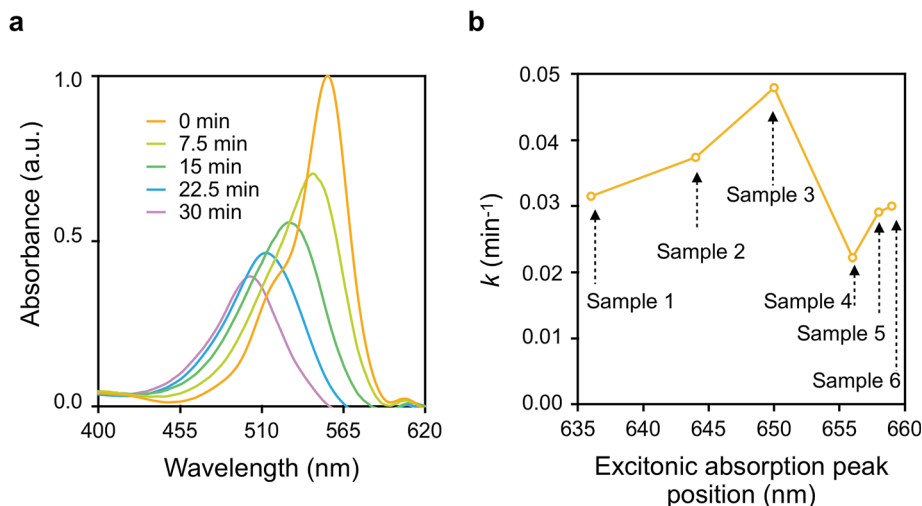 a
1.0
0.5
0.0
Absorbance (a.u.)
0 min
7.5 min
15 min
22.5 min
30 min
400
455
510
565
620
Wavelength (nm)
b
0.05
0.04
0.03
0.02
0.01
0.00
k (min⁻¹)
Sample 1
Sample 2
Sample 3
Sample 4
Sample 5
Sample 6
635
640
645
650
655
660
Excitonic absorption peak
position (nm)